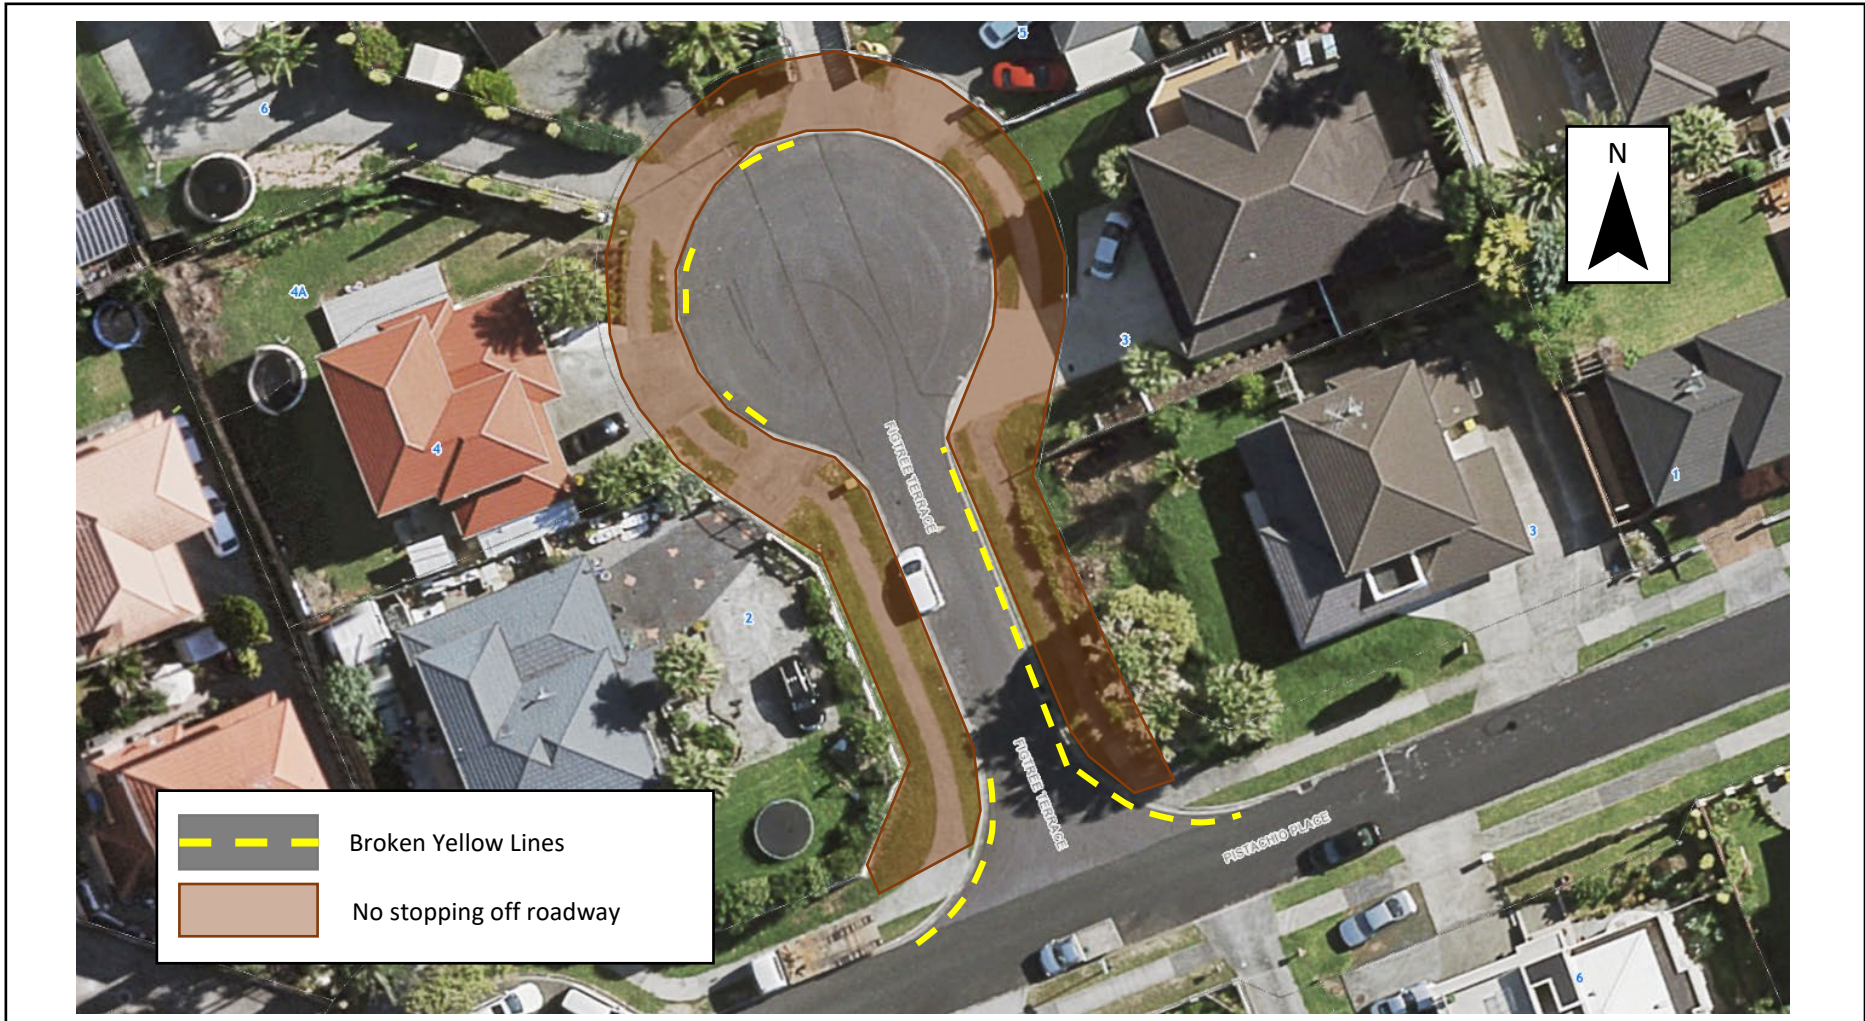 5
6
N
4A
3
4
FIGTREE TERRACE
1
3
2
FIGTREE TERRACE
PISTACHIO PLACE
Broken Yellow Lines
No stopping off roadway
6